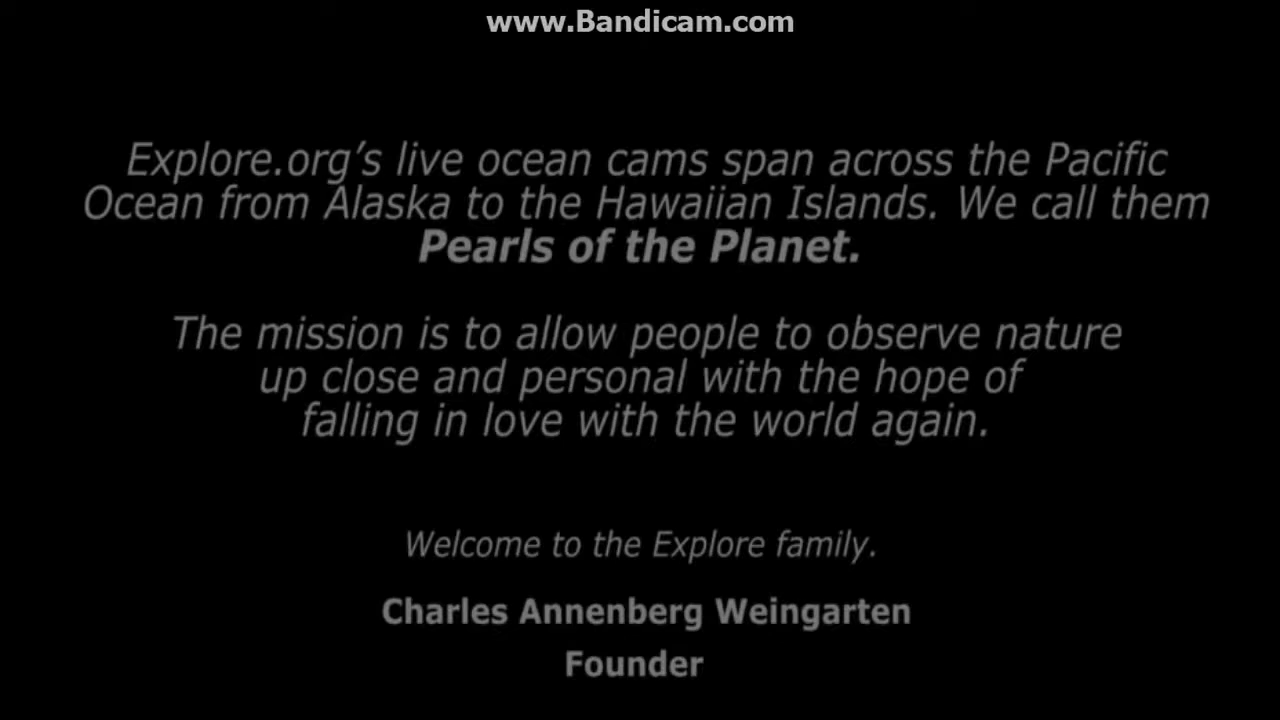 www.Bandicam.com
Explore.org’s live ocean cams span across the Pacific
Ocean from Alaska to the Hawaiian Islands. We call them
Pearls of the Planet.
The mission is to allow people to observe nature
up close and personal with the hope of
falling in love with the world again.
Welcome to the Explore family.
Charles Annenberg Weingarten
Founder